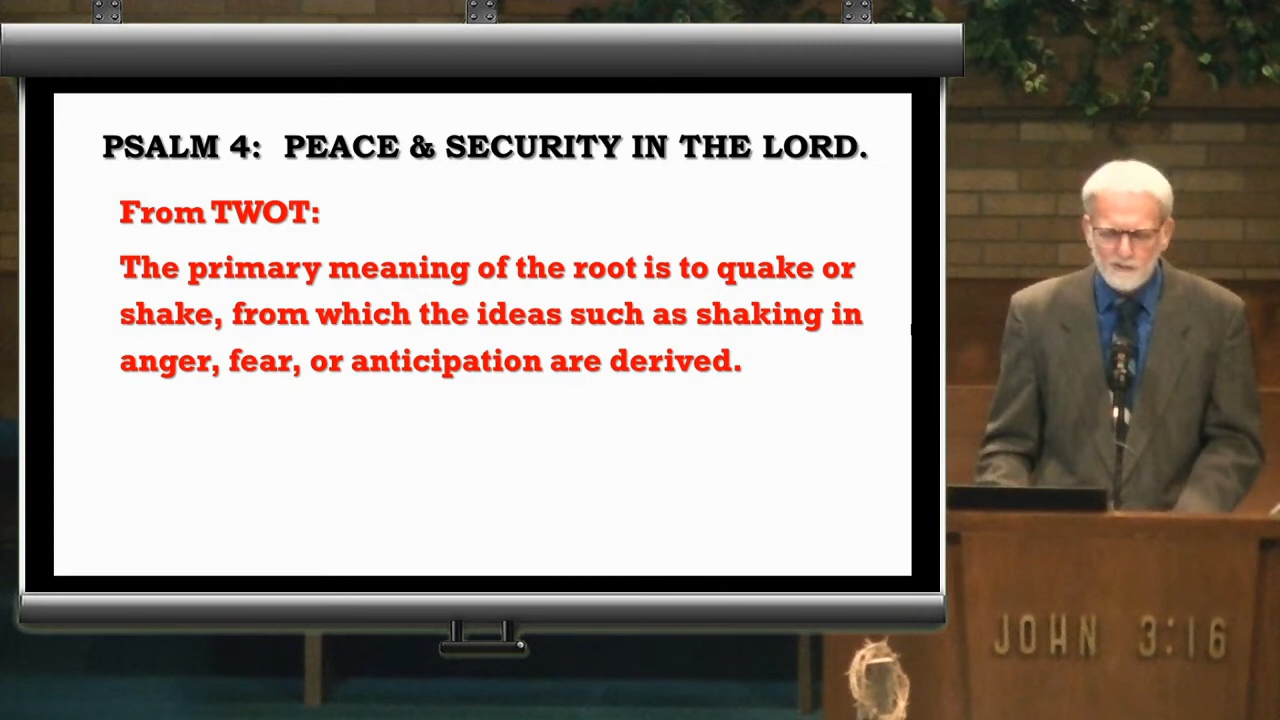 PSALM 4: PEACE & SECURITY IN THE LORD.
From TWOT:
The primary meaning of the root is to quake or
shake, from which the ideas such as shaking in
anger, fear, or anticipation are derived.
JOHN 3:16